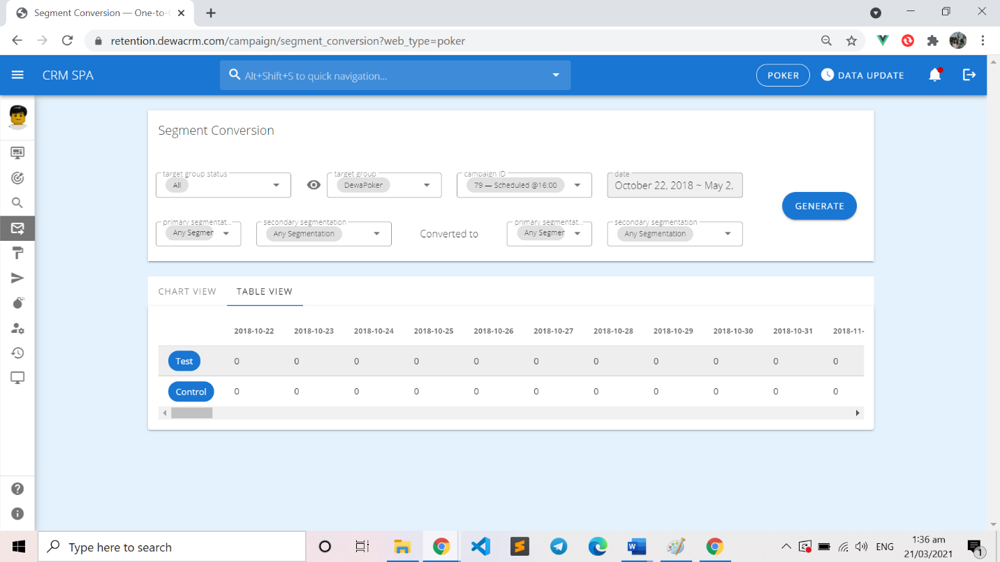 Segment Conversion — One-to-
retention.dewacrm.com/campaign/segment_conversion?web_type=poker
CRM SPA
Alt+Shift+S to quick navigation...
POKER
DATA UPDATE
Segment Conversion
target group status
All
target group
DewaPoker
campaign ID
79 — Scheduled @16:00
date
October 22, 2018 ~ May 2,
GENERATE
primary segmentat...
Any Segmer
secondary segmentation
Any Segmentation
Converted to
primary segmentat...
Any Segmer
secondary segmentation
Any Segmentation
CHART VIEW TABLE VIEW
2018-10-22 2018-10-23 2018-10-24 2018-10-25 2018-10-26 2018-10-27 2018-10-28 2018-10-29 2018-10-30 2018-10-31 2018-11-
Test 0 0 0 0 0 0 0 0 0 0 0
Control 0 0 0 0 0 0 0 0 0 0 0
Type here to search
ENG
1:36 am
21/03/2021
1